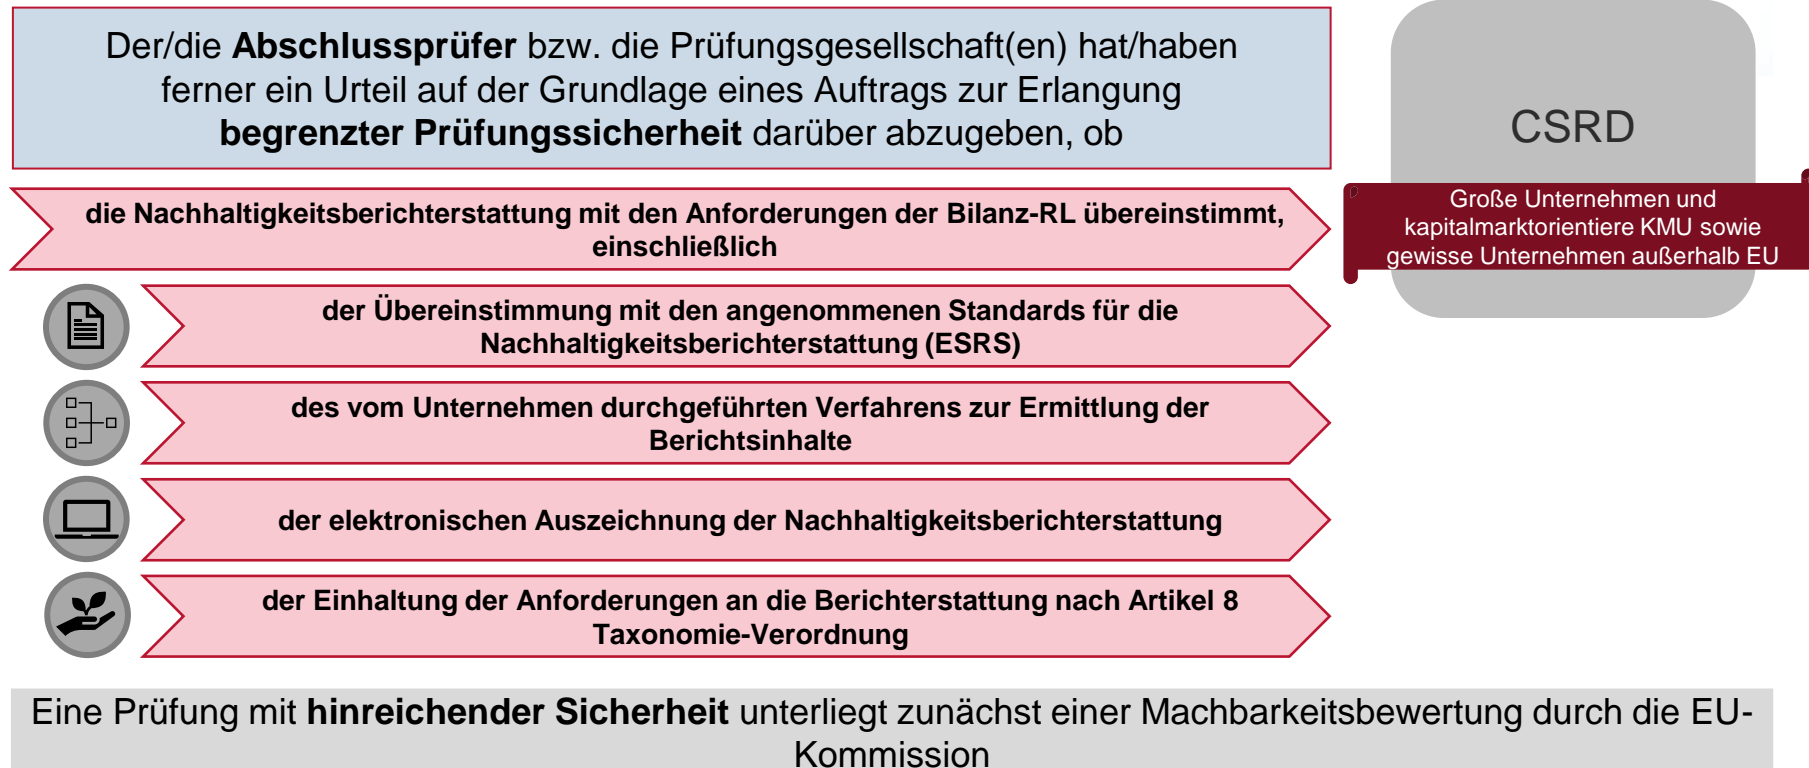 Der/die Abschlussprüfer bzw. die Prüfungsgesellschaft(en) hat/haben
ferner ein Urteil auf der Grundlage eines Auftrags zur Erlangung
begrenzter Prüfungssicherheit darüber abzugeben, ob
CSRD
Große Unternehmen und
kapitalmarktorientiere KMU sowie
gewisse Unternehmen außerhalb EU
die Nachhaltigkeitsberichterstattung mit den Anforderungen der Bilanz-RL übereinstimmt,
einschließlich
der Übereinstimmung mit den angenommenen Standards für die
Nachhaltigkeitsberichterstattung (ESRS)
des vom Unternehmen durchgeführten Verfahrens zur Ermittlung der
Berichtsinhalte
der elektronischen Auszeichnung der Nachhaltigkeitsberichterstattung
der Einhaltung der Anforderungen an die Berichterstattung nach Artikel 8
Taxonomie-Verordnung
Eine Prüfung mit hinreichender Sicherheit unterliegt zunächst einer Machbarkeitsbewertung durch die EU-
Kommission